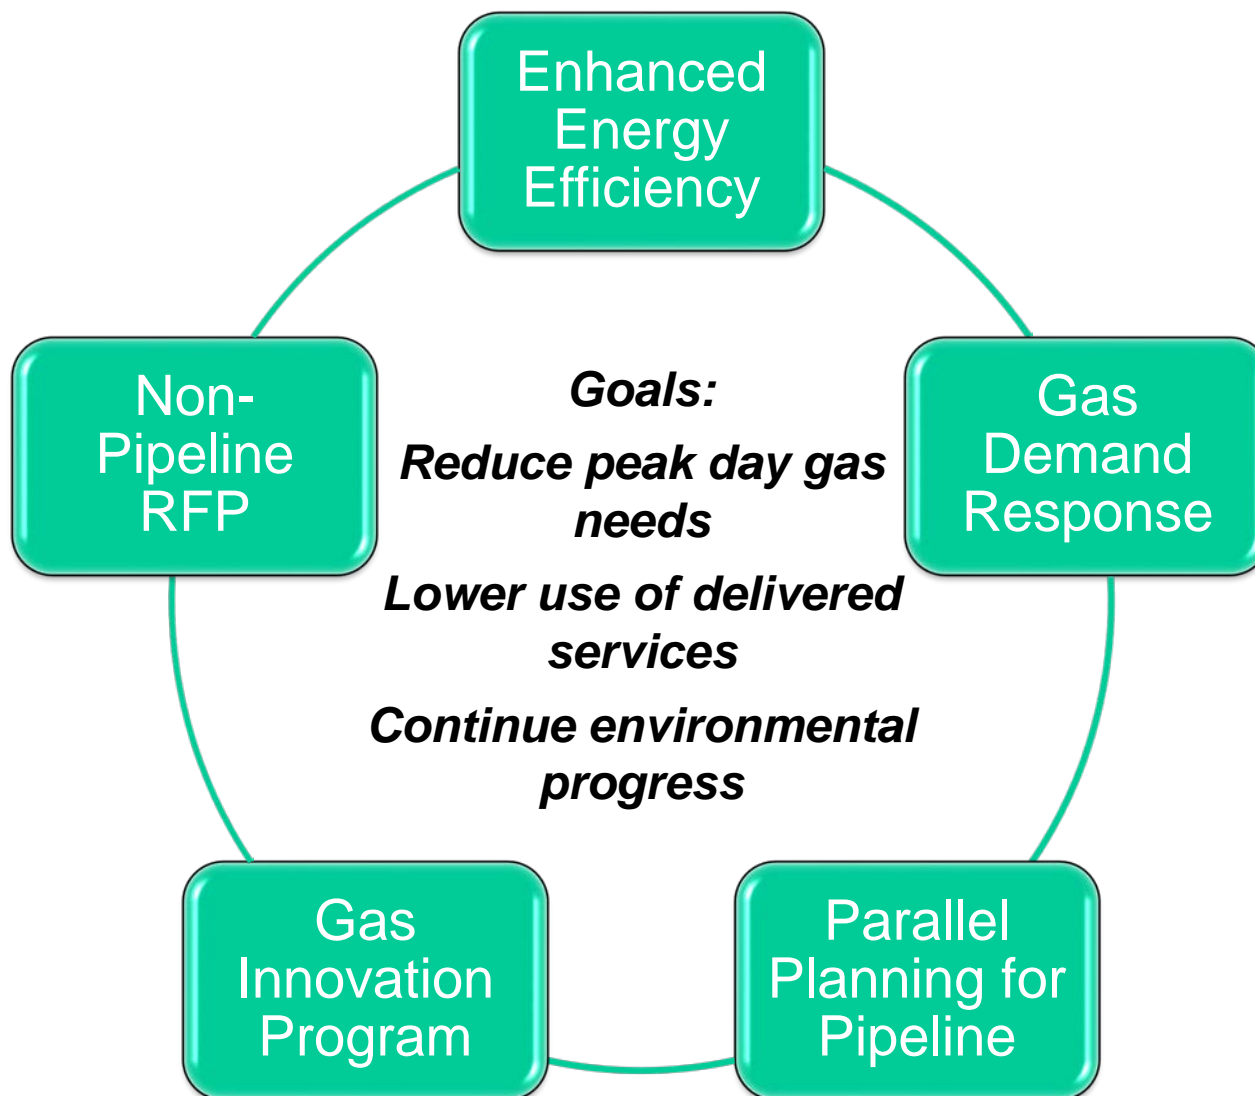 Enhanced
Energy
Efficiency
Non-
Pipeline
RFP
Goals:
Reduce peak day gas
needs
Lower use of delivered
services
Continue environmental
progress
Gas
Demand
Response
Gas
Innovation
Program
Parallel
Planning for
Pipeline